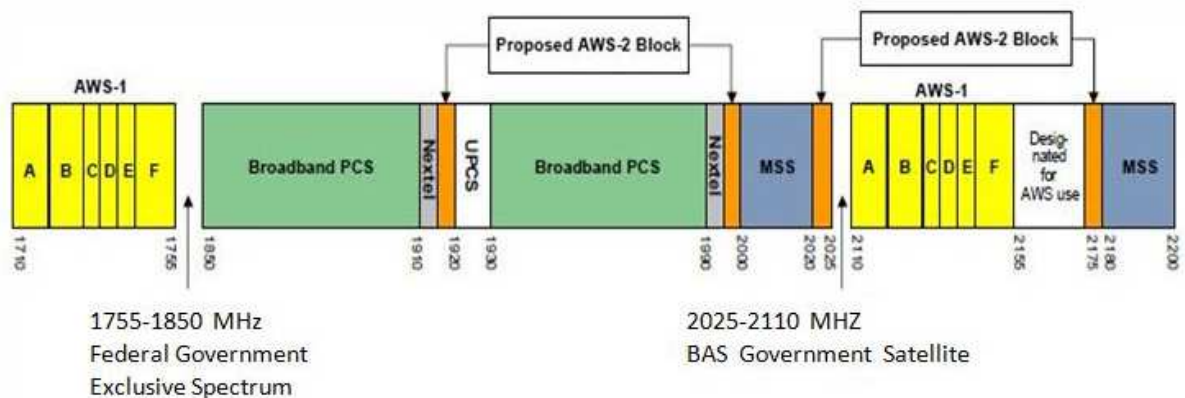 Proposed AWS-2 Block
Proposed AWS-2 Block
AWS-1
AWS-1
A B C D E F
Broadband PCS
Nextel
UPCS
Broadband PCS
Nextel
MSS
A B C D E F
Desig-
nated
for
AWS use
MSS
1710
1755
1850
1910
1920
1930
1990
2000
2020
2025
2110
2155
2175
2180
2200
1755-1850 MHz
Federal Government
Exclusive Spectrum
2025-2110 MHZ
BAS Government Satellite